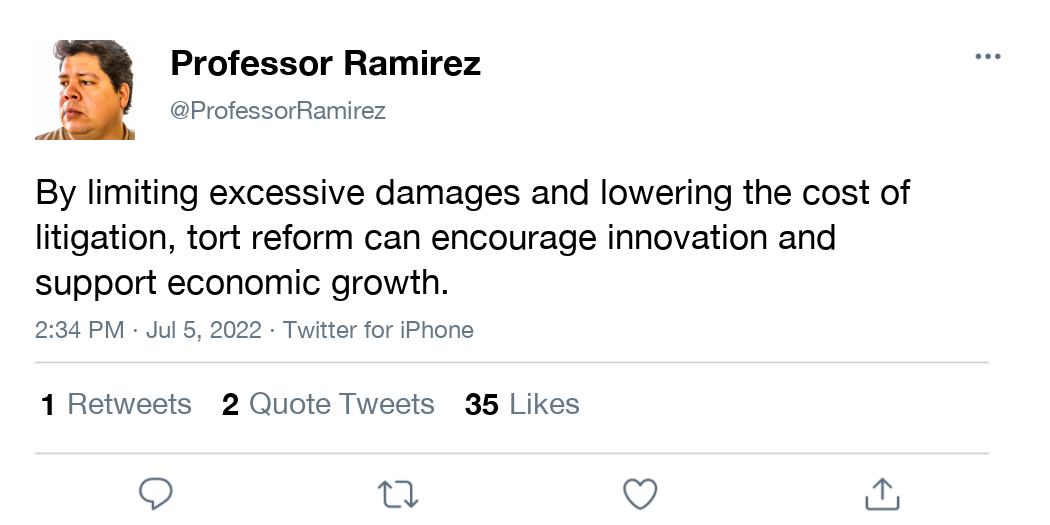 Professor Ramirez
@ProfessorRamirez
By limiting excessive damages and lowering the cost of
litigation, tort reform can encourage innovation and
support economic growth.
2:34 PM · Jul 5, 2022 · Twitter for iPhone
1 Retweets 2 Quote Tweets 35 Likes